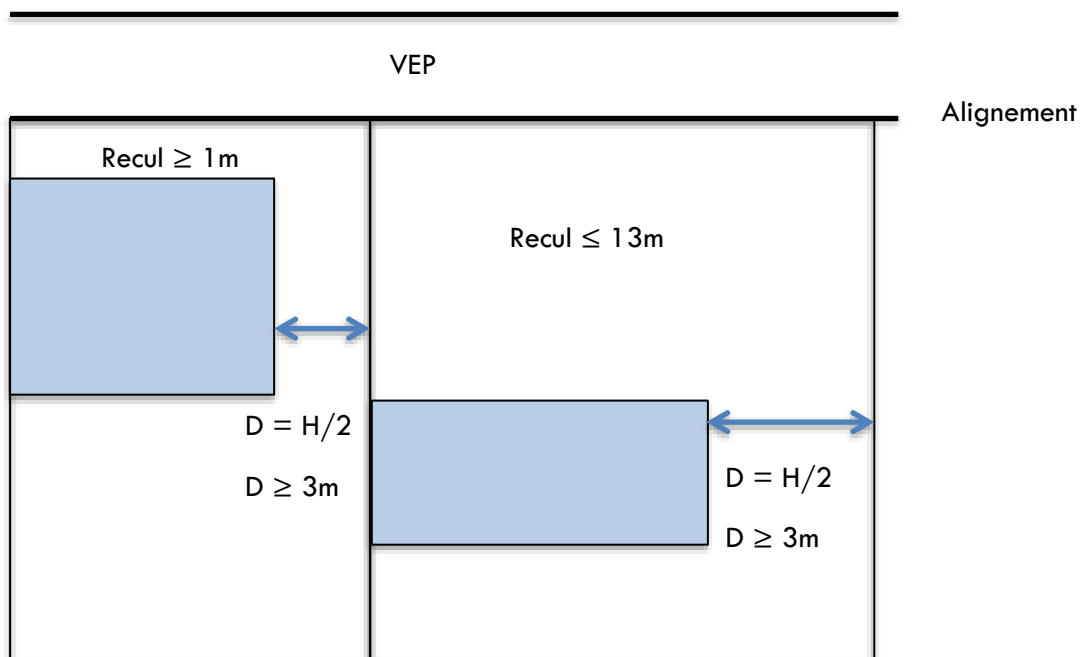 VEP
Alignement
Recul ≥ 1m
Recul ≤ 13m
D = H/2
D ≥ 3m
D = H/2
D ≥ 3m